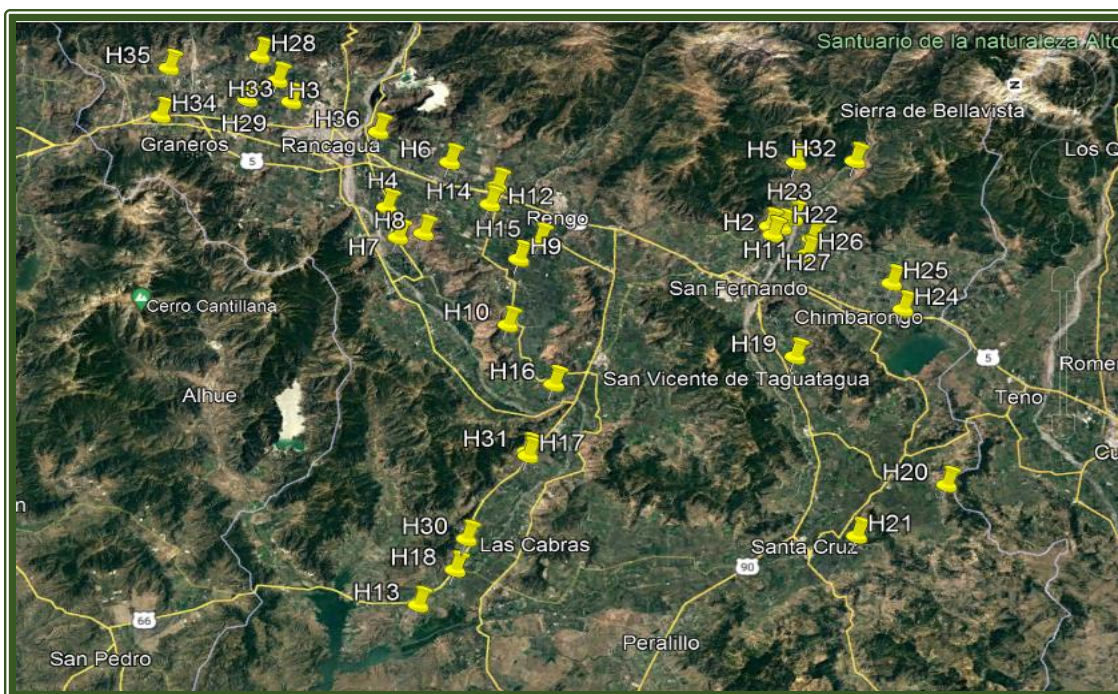 Santuario de la naturaleza Alto
H35
H28
H34
H33
H3
Sierra de Bellavista
H29
H36
Graneros
Rancagua
5
H6
H5
H32
Los Q
H4
H14
H12
H23
H8
H15
Rengo
H2
H22
H7
H9
H11
H26
H27
H25
Cerro Cantillana
San Fernando
H24
H10
Chimbarongo
H19
5
Romer
H16
San Vicente de Taguatagua
Alhue
Teno
H31
H17
Cu
H20
n
H30
Las Cabras
H21
Santa Cruz
H18
90
H13
66
San Pedro
Peralillo